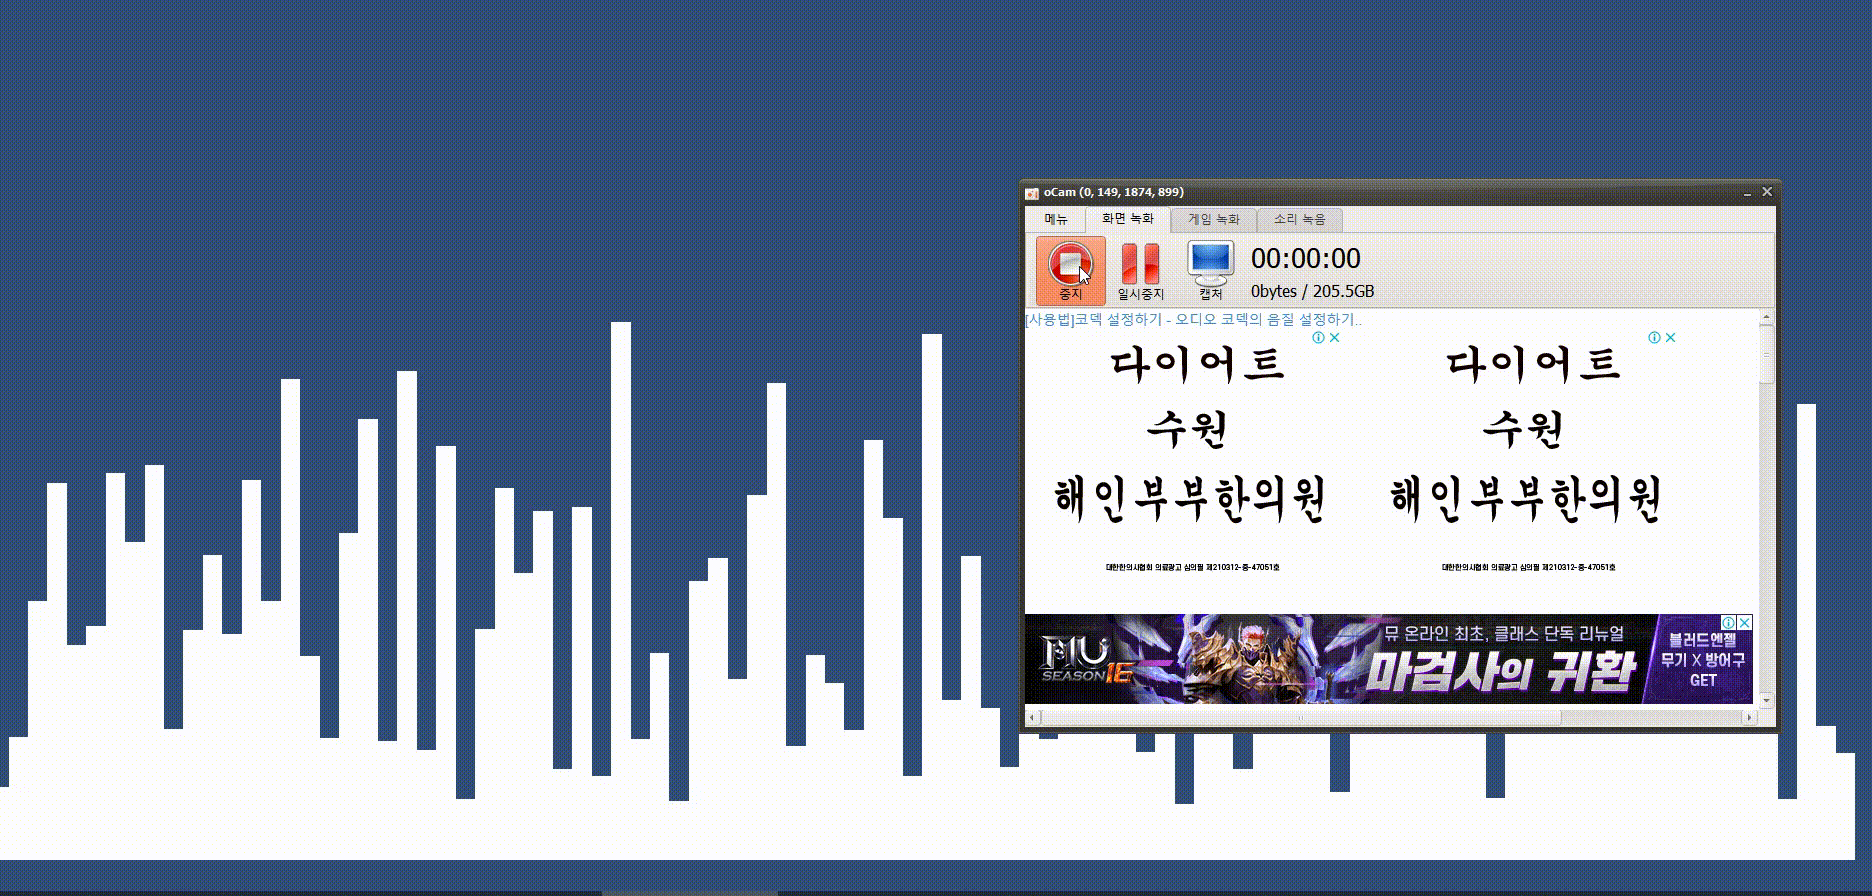 oCam (0, 149, 1874, 899)
메뉴 화면 녹화 게임 녹화 소리 녹음
00:00:00
중지 일시중지 캡처 0bytes / 205.5GB
[사용법]코덱 설정하기 - 오디오 코덱의 음질 설정하기..
다이어트 다이어트
수원 수원
해인부부한의원 해인부부한의원
대한한의사협회 의료광고 심의필 제210312-중-47051호 대한한의사협회 의료광고 심의필 제210312-중-47051호
MU
SEASON 16
뮤 온라인 최초, 클래스 단독 리뉴얼
마검사의 귀환
블러드엔젤
무기 X 방어구
GET